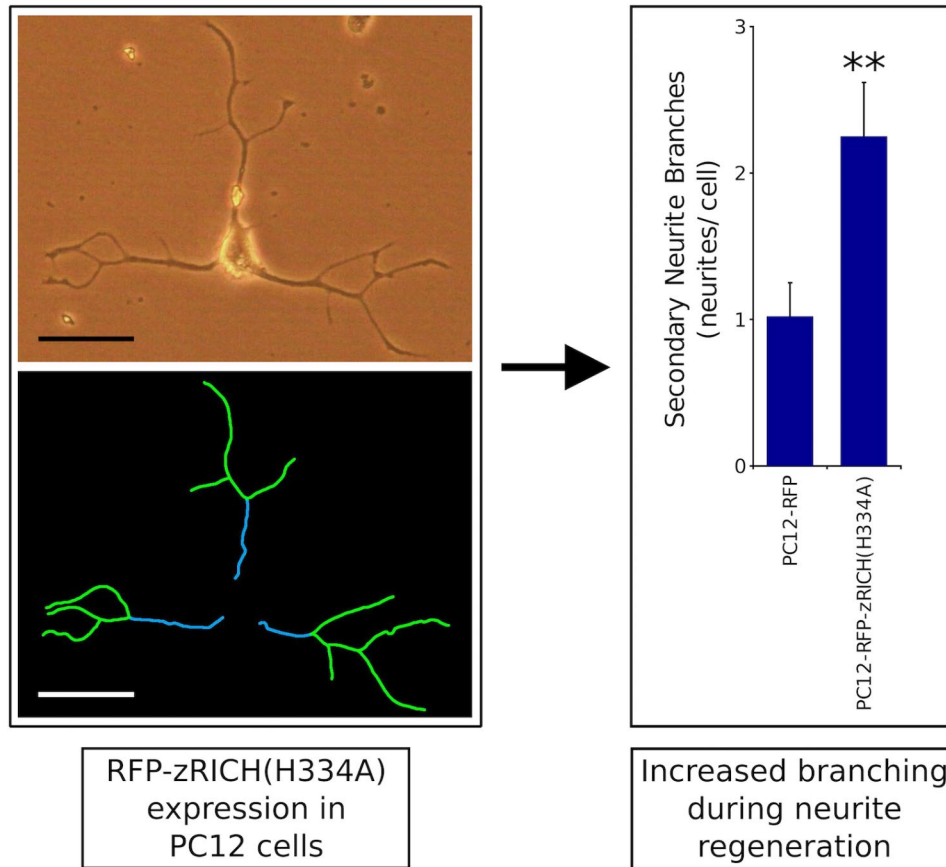 RFP-zRICH(H334A)
expression in
PC12 cells
Secondary Neurite Branches
(neurites/ cell)
3
2
1
0
**
PC12-RFP
PC12-RFP-zRICH(H334A)
Increased branching
during neurite
regeneration